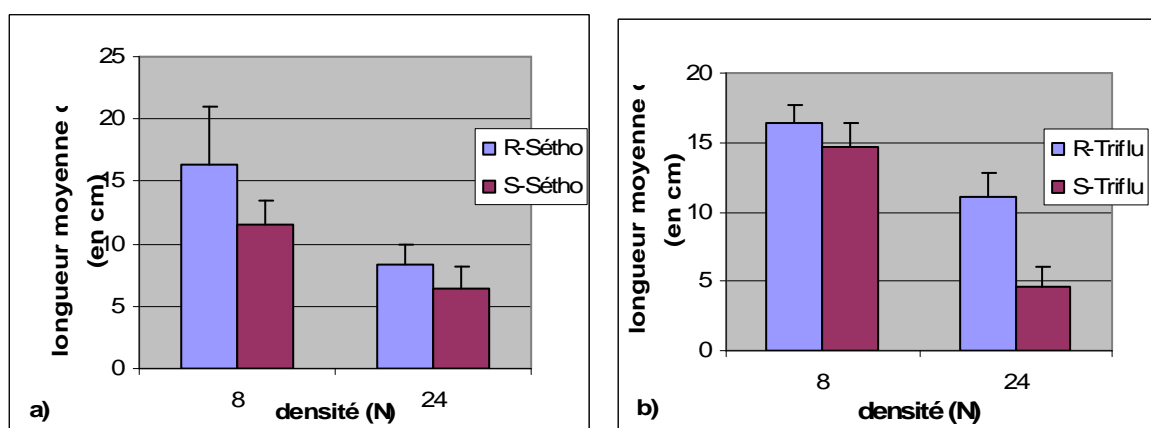 25
20
15
10
5
0
longueur moyenne
(en cm)
8
24
densité (N)
R-Sétho
S-Sétho
a)
20
15
10
5
0
longueur moyenne
(en cm)
8
24
densité (N)
R-Triflu
S-Triflu
b)